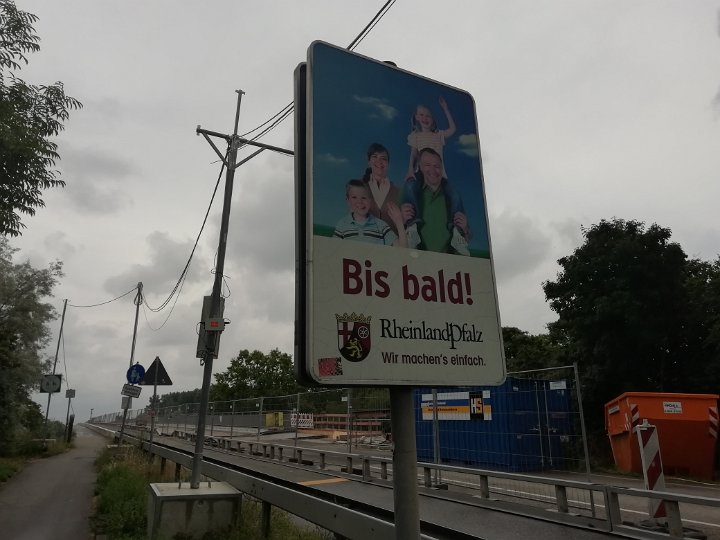 Bis bald!
RheinlandPfalz
Wir machen's einfach.